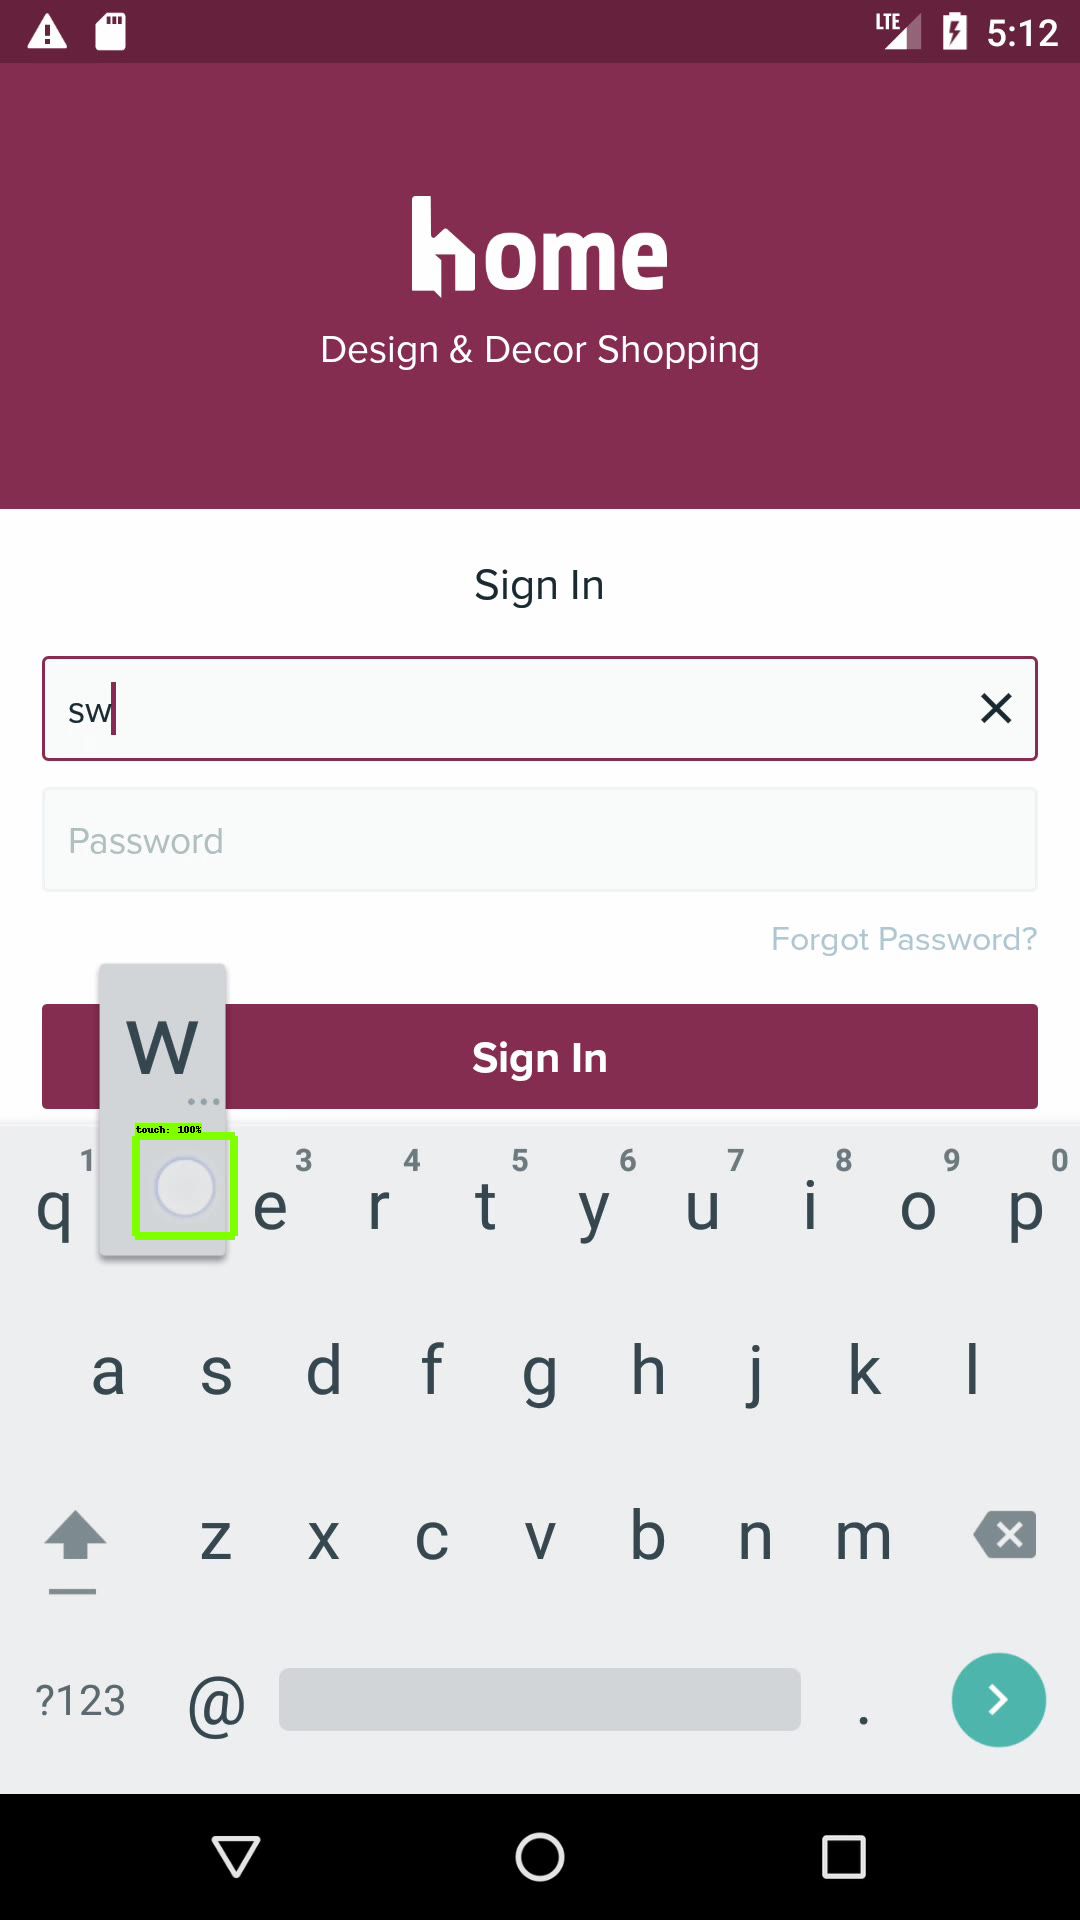 LTE 5:12
home
Design & Decor Shopping
Sign In
sw
Password
Forgot Password?
Sign In
w
...
touch: 100%
1 3 4 5 6 7 8 9 0
q e r t y u i o p
a s d f g h j k l
z x c v b n m
?123 @ .